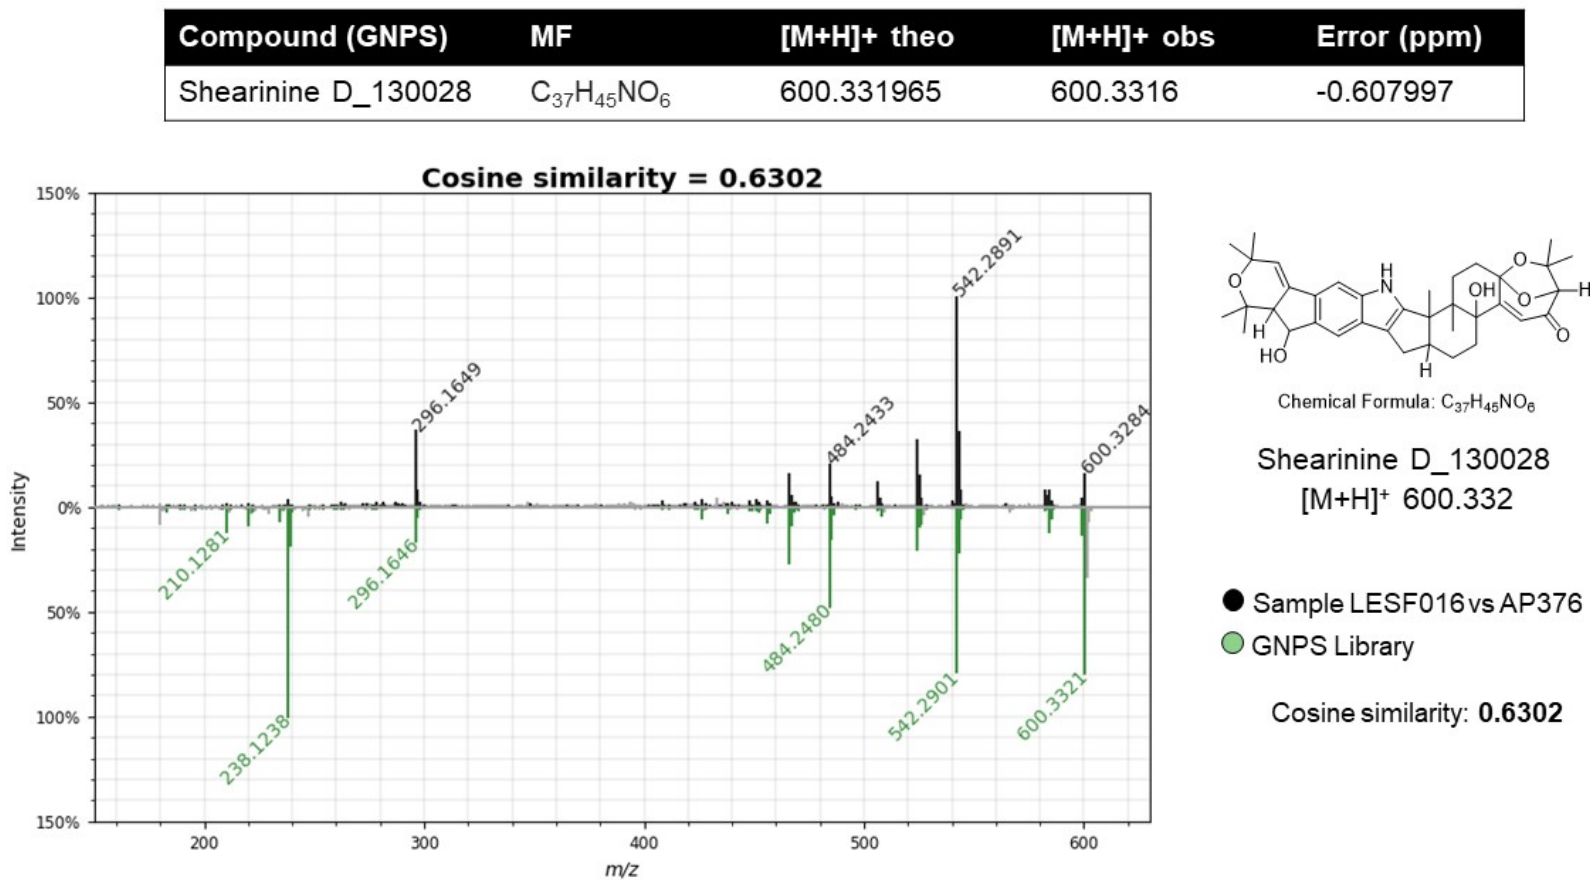 Compound (GNPS) MF [M+H]+ theo [M+H]+ obs Error (ppm)
Shearinine D_130028 C₃₇H₄₅NO₆ 600.331965 600.3316 -0.607997
Cosine similarity = 0.6302
150%
100%
50%
0%
50%
100%
150%
Intensity
542.2891
296.1649
484.2433
600.3284
210.1281
296.1646
238.1238
484.2480
542.2901
600.3321
200 300 400 500 600
m/z
O
H
HO
N
H
H
OH
O
O
H
O
Chemical Formula: C₃₇H₄₅NO₆
Shearinine D_130028
[M+H]⁺ 600.332
Sample LESF016 vs AP376
GNPS Library
Cosine similarity: 0.6302